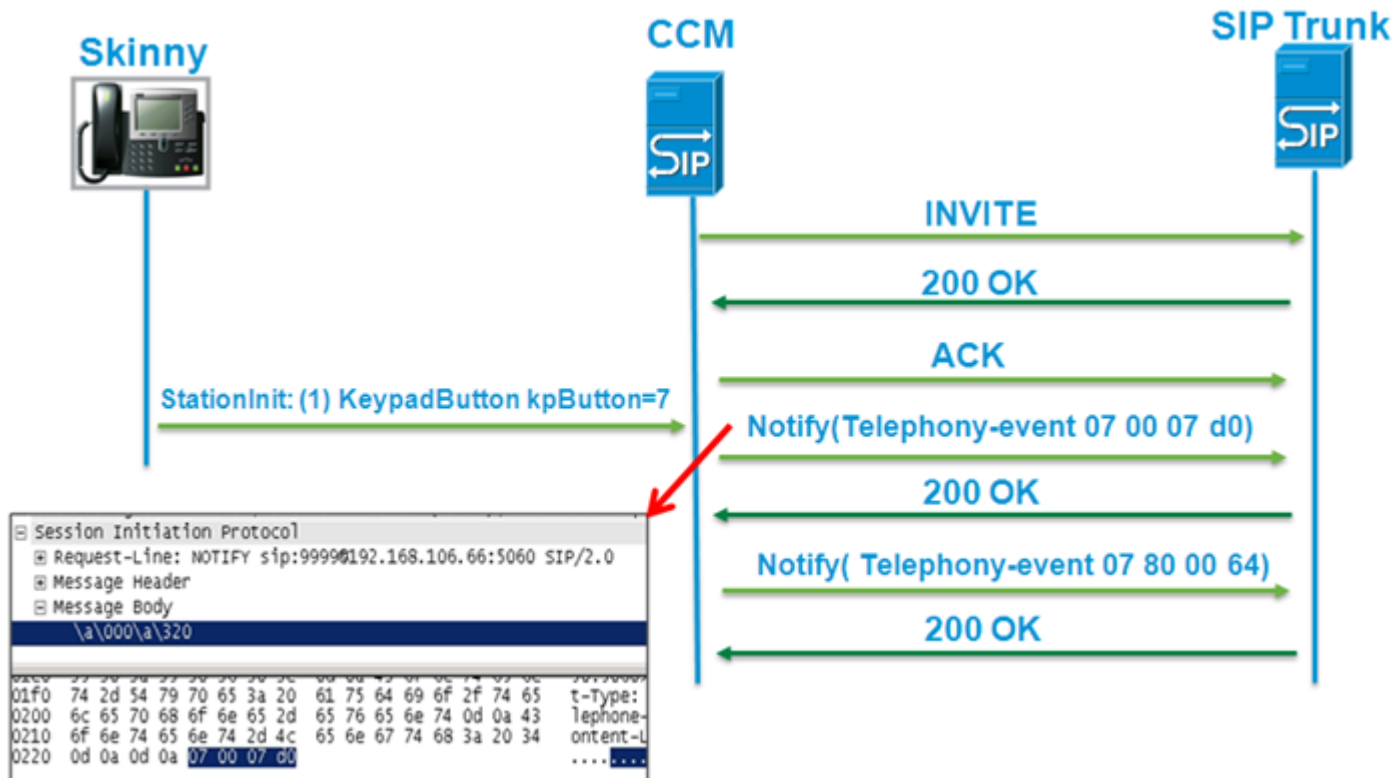 Skinny
CCM
SIP Trunk
SIP
SIP
INVITE
200 OK
ACK
StationInit: (1) KeypadButton kpButton=7
Notify(Telephony-event 07 00 07 d0)
200 OK
Notify( Telephony-event 07 80 00 64)
200 OK
Session Initiation Protocol
Request-Line: NOTIFY sip:99999@192.168.106.66:5060 SIP/2.0
Message Header
Message Body
\a\000\a\320
01f0 74 2d 54 79 70 65 3a 20 61 75 64 69 6f 2f 74 65 t-Type:
0200 6c 65 70 68 6f 6e 65 2d 65 76 65 6e 74 0d 0a 43 lephone-
0210 6f 6e 74 65 6e 74 2d 4c 65 6e 67 74 68 3a 20 34 ontent-L
0220 0d 0a 0d 0a 07 00 07 d0 ........